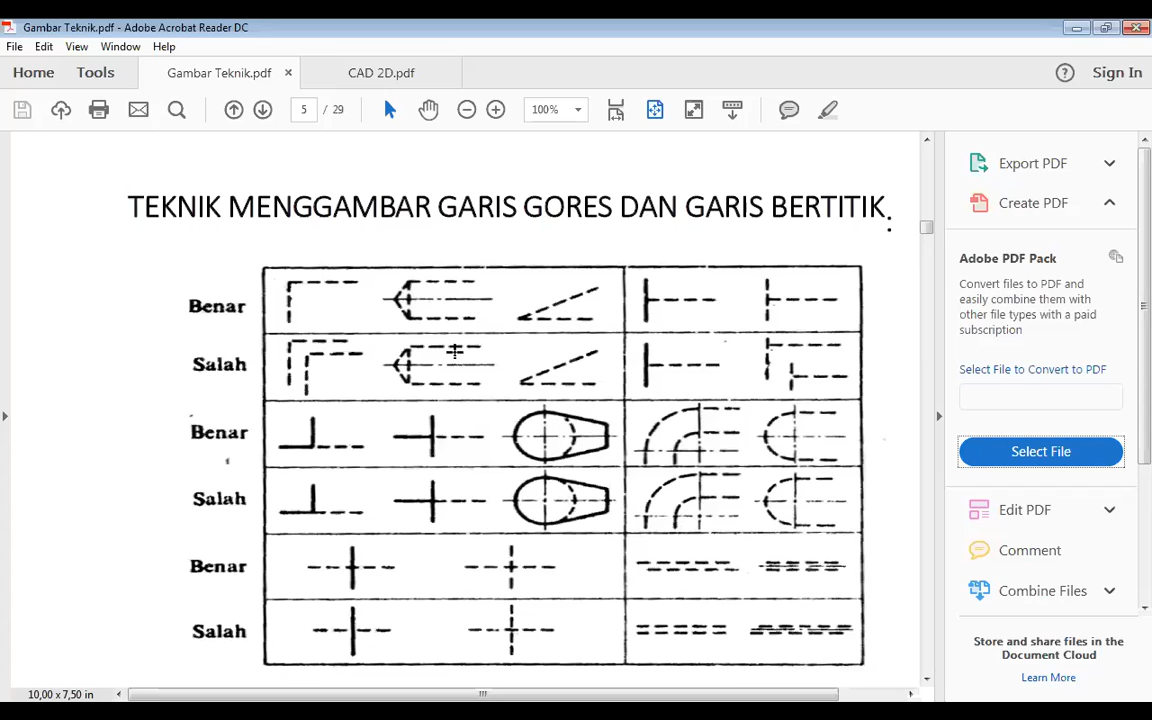 Gambar Teknik.pdf - Adobe Acrobat Reader DC
File Edit View Window Help
Home Tools Gambar Teknik.pdf × CAD 2D.pdf ? Sign In
5 / 29 100%
TEKNIK MENGGAMBAR GARIS GORES DAN GARIS BERTITIK:
Benar
Salah
Benar
Salah
Benar
Salah
10,00 x 7,50 in
Export PDF
Create PDF
Adobe PDF Pack
Convert files to PDF and
easily combine them with
other file types with a paid
subscription
Select File to Convert to PDF
Select File
Edit PDF
Comment
Combine Files
Store and share files in the
Document Cloud
Learn More